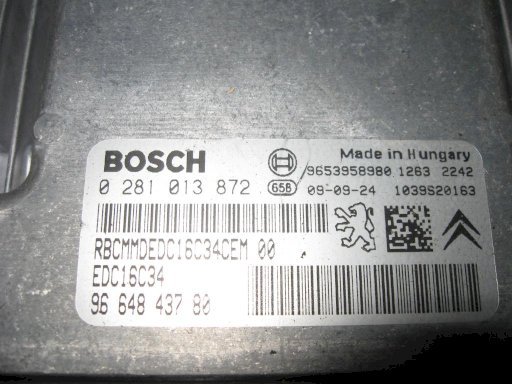 BOSCH
Made in Hungary
9653958980 1263 2242
0 281 013 872
65B
09-09-24 1039S20163
RBCMMDEDC16C34CEM 00
EDC16C34
96 648 437 80